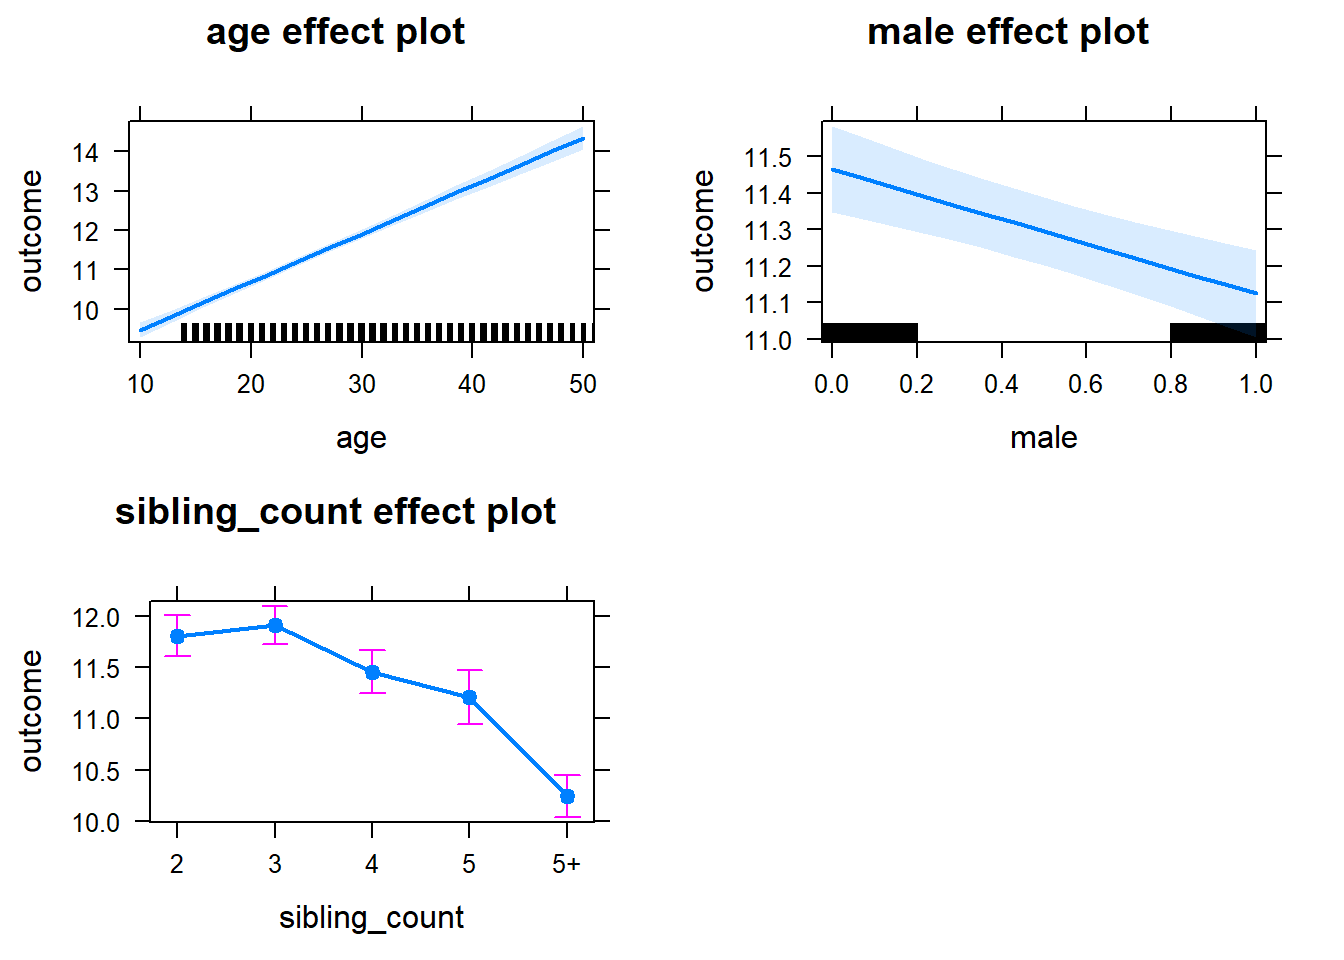 age effect plot
outcome
14
13
12
11
10
10 20 30 40 50
age
male effect plot
outcome
11.5
11.4
11.3
11.2
11.1
11.0
0.0 0.2 0.4 0.6 0.8 1.0
male
sibling_count effect plot
outcome
12.0
11.5
11.0
10.5
10.0
2 3 4 5 5+
sibling_count